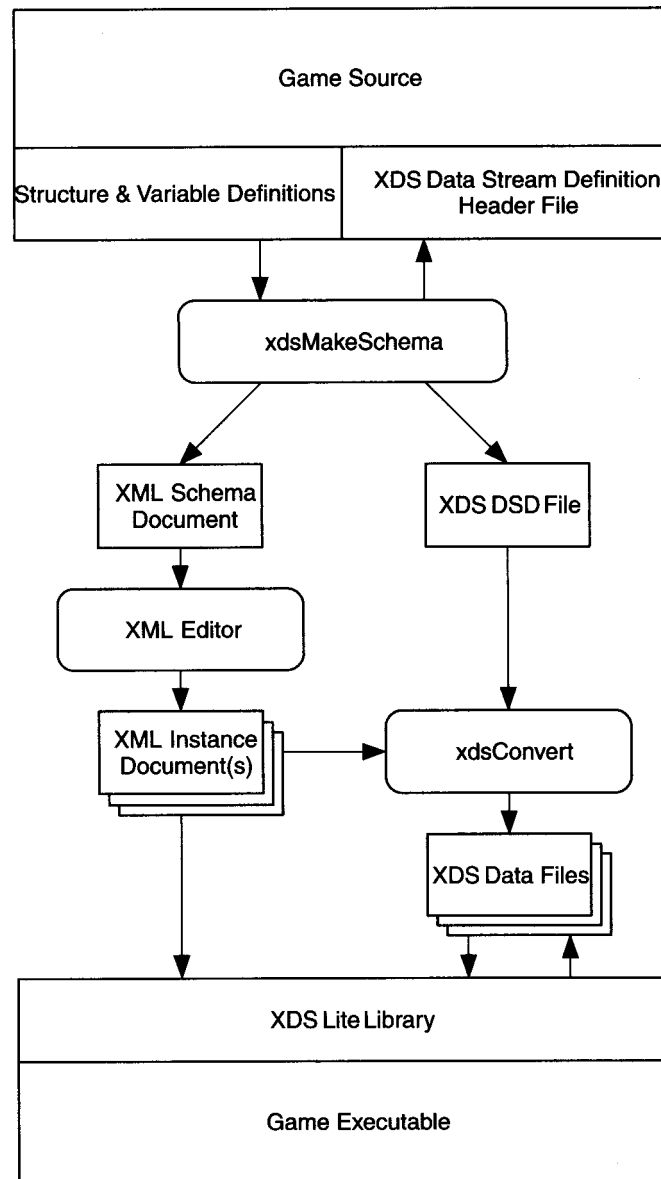 Game Source
Structure & Variable Definitions
XDS Data Stream Definition
Header File
xdsMakeSchema
XML Schema
Document
XDS DSD File
XML Editor
XML Instance
Document(s)
xdsConvert
XDS Data Files
XDS Lite Library
Game Executable